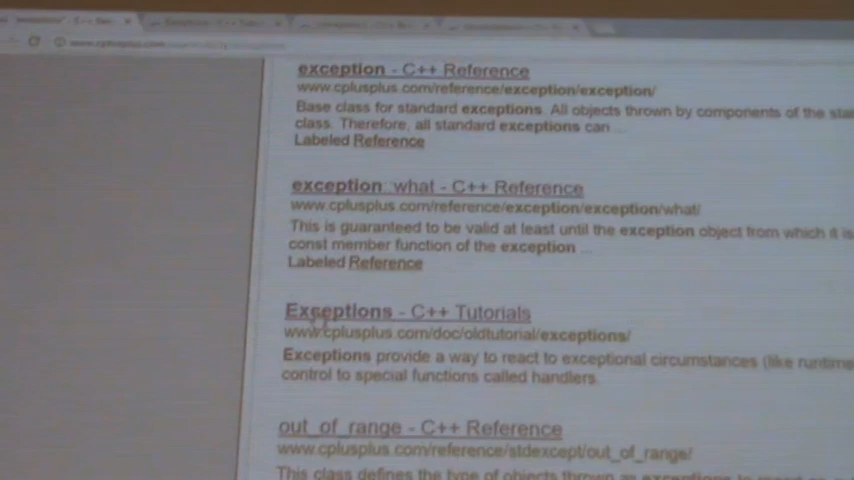 www.cplusplus.com
exception - C++ Reference
www.cplusplus.com/reference/exception/exception/
Base class for standard exceptions. All objects thrown by components of the
class. Therefore, all standard exceptions can ...
Labeled Reference
exception::what - C++ Reference
www.cplusplus.com/reference/exception/exception/what/
This is guaranteed to be valid at least until the exception object from which it is
const member function of the exception ...
Labeled Reference
Exceptions - C++ Tutorials
www.cplusplus.com/doc/oldtutorial/exceptions/
Exceptions provide a way to react to exceptional circumstances (like runtime
control to special functions called handlers.
out_of_range - C++ Reference
www.cplusplus.com/reference/stdexcept/out_of_range/
This class defines the type of objects thrown as exceptions to